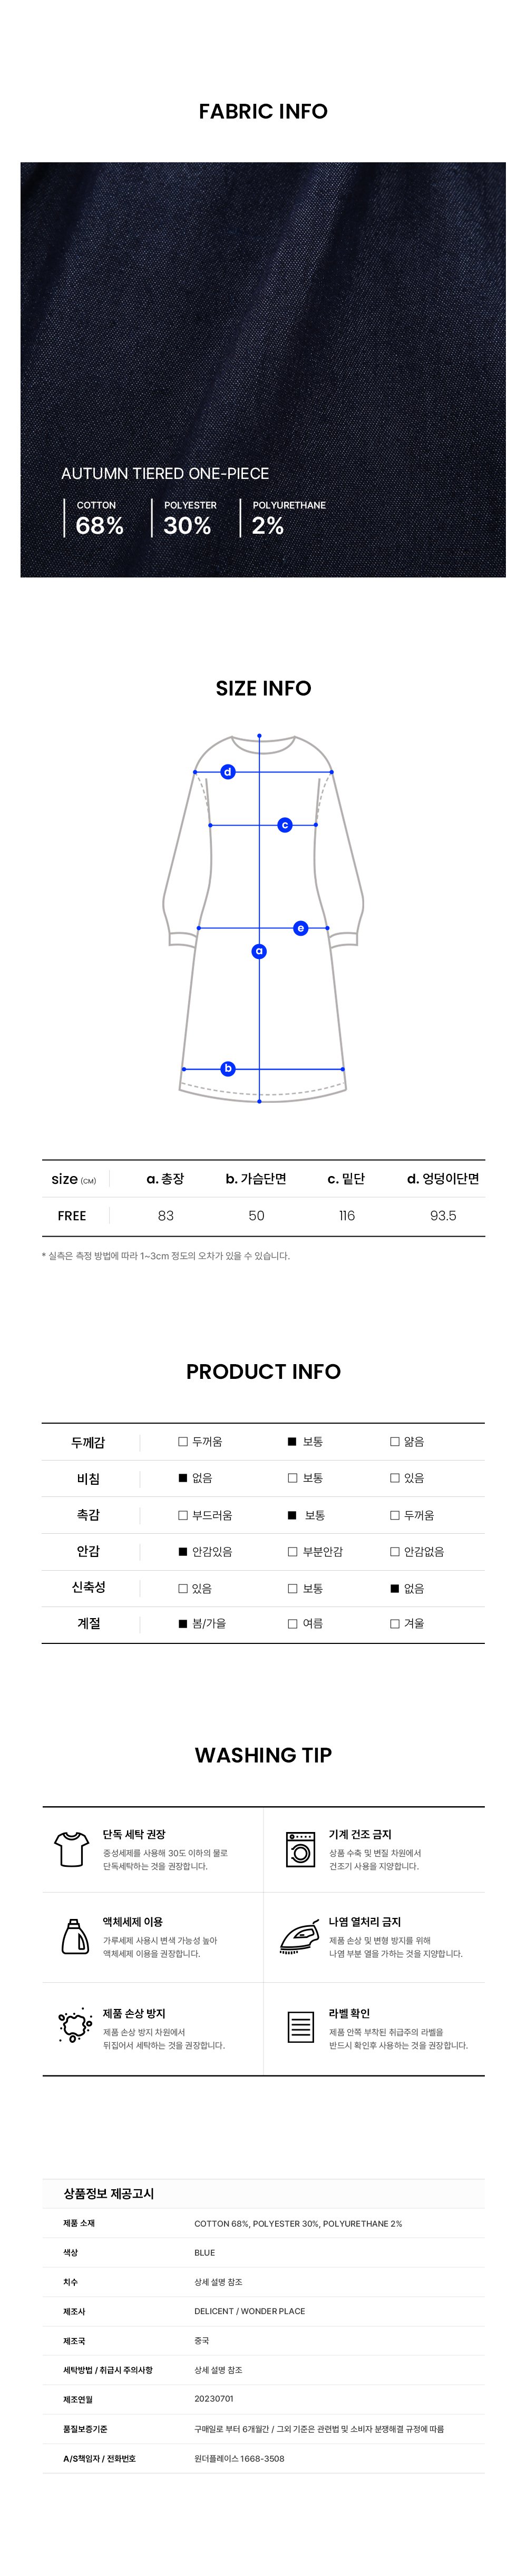 FABRIC INFO
AUTUMN TIERED ONE-PIECE
COTTON POLYESTER POLYURETHANE
68% 30% 2%
SIZE INFO
d
c
e
a
b
size (CM) a. 총장 b. 가슴단면 c. 밑단 d. 엉덩이단면
FREE 83 50 116 93.5
* 실측은 측정 방법에 따라 1~3cm 정도의 오차가 있을 수 있습니다.
PRODUCT INFO
두께감 □ 두꺼움 ■ 보통 □ 얇음
비침 ■ 없음 □ 보통 □ 있음
촉감 □ 부드러움 ■ 보통 □ 두꺼움
안감 ■ 안감있음 □ 부분안감 □ 안감없음
신축성 □ 있음 □ 보통 ■ 없음
계절 ■ 봄/가을 □ 여름 □ 겨울
WASHING TIP
단독 세탁 권장
중성세제를 사용해 30도 이하의 물로
단독세탁하는 것을 권장합니다.
기계 건조 금지
상품 수축 및 변질 차원에서
건조기 사용을 지양합니다.
액체세제 이용
가루세제 사용시 변색 가능성 높아
액체세제 이용을 권장합니다.
나염 열처리 금지
제품 손상 및 변형 방지를 위해
나염 부분 열을 가하는 것을 지양합니다.
제품 손상 방지
제품 손상 방지 차원에서
뒤집어서 세탁하는 것을 권장합니다.
라벨 확인
제품 안쪽 부착된 취급주의 라벨을
반드시 확인후 사용하는 것을 권장합니다.
상품정보 제공고시
제품 소재 COTTON 68%, POLYESTER 30%, POLYURETHANE 2%
색상 BLUE
치수 상세 설명 참조
제조사 DELICENT / WONDER PLACE
제조국 중국
세탁방법 / 취급시 주의사항 상세 설명 참조
제조연월 20230701
품질보증기준 구매일로 부터 6개월간 / 그외 기준은 관련법 및 소비자 분쟁해결 규정에 따름
A/S책임자 / 전화번호 원더플레이스 1668-3508